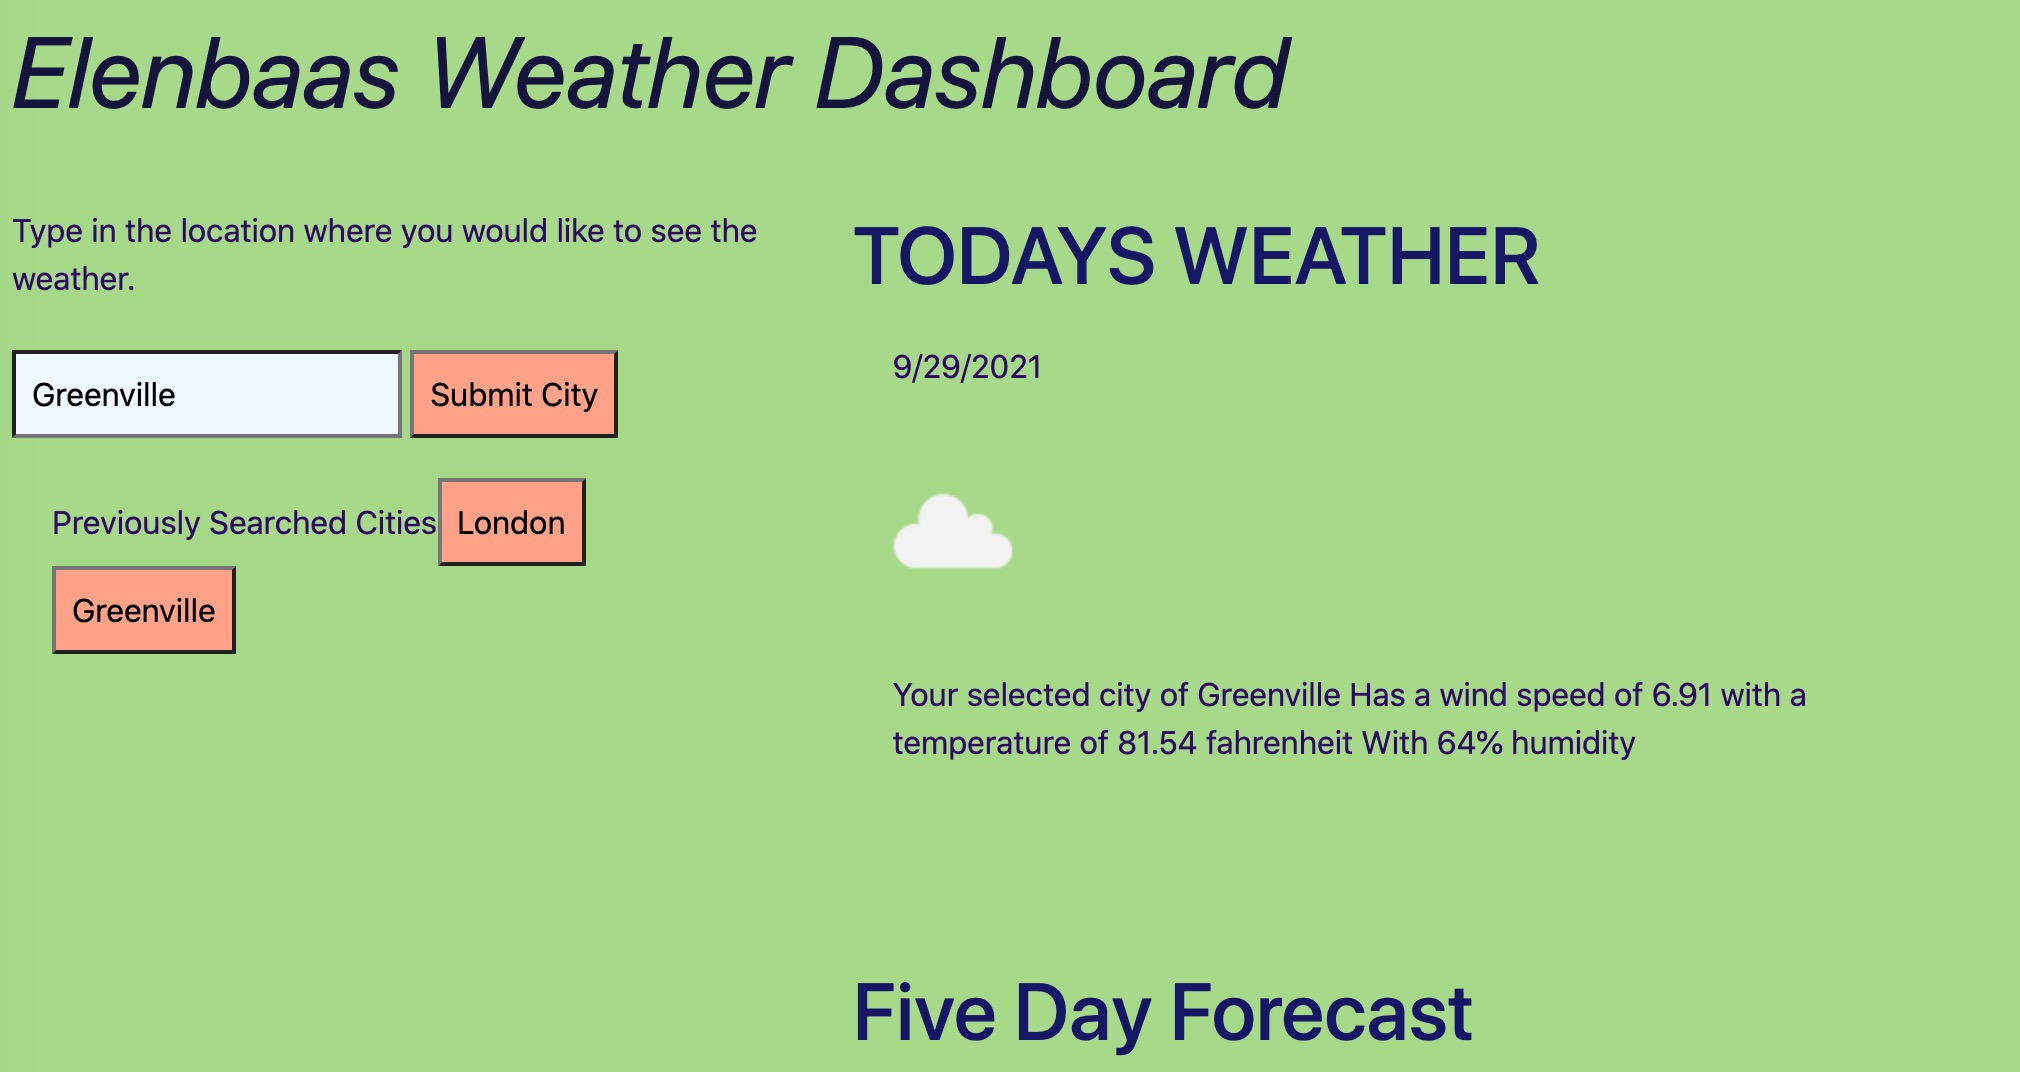 Elenbaas Weather Dashboard
Type in the location where you would like to see the
weather.
Greenville
Submit City
Previously Searched Cities
London
Greenville
TODAYS WEATHER
9/29/2021
Your selected city of Greenville Has a wind speed of 6.91 with a
temperature of 81.54 fahrenheit With 64% humidity
Five Day Forecast